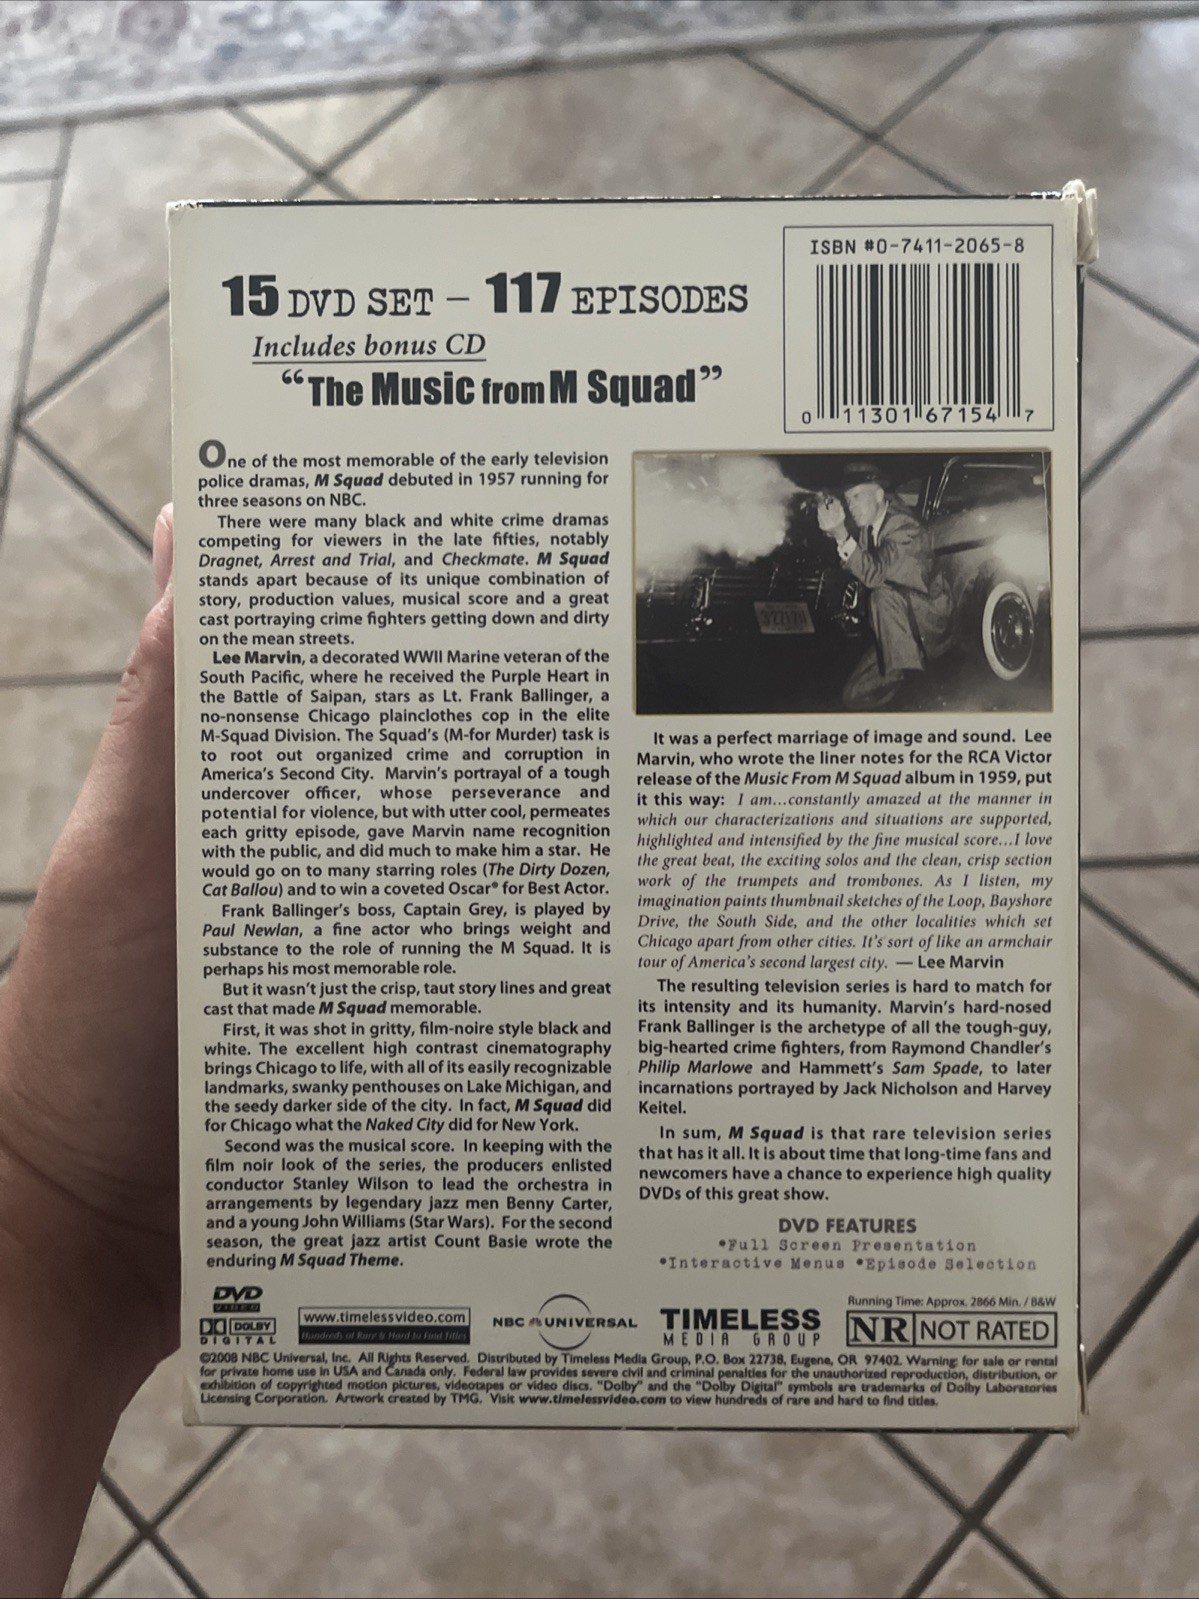 ISBN #0-7411-2065-8
0 11301 67154 7
15 DVD SET – 117 EPISODES
Includes bonus CD
“The Music from M Squad”
One of the most memorable of the early television
police dramas, M Squad debuted in 1957 running for
three seasons on NBC.
There were many black and white crime dramas
competing for viewers in the late fifties, notably
Dragnet, Arrest and Trial, and Checkmate. M Squad
stands apart because of its unique combination of
story, production values, musical score and a great
cast portraying crime fighters getting down and dirty
on the mean streets.
Lee Marvin, a decorated WWII Marine veteran of the
South Pacific, where he received the Purple Heart in
the Battle of Saipan, stars as Lt. Frank Ballinger, a
no-nonsense Chicago plainclothes cop in the elite
M-Squad Division. The Squad's (M-for Murder) task is
to root out organized crime and corruption in
America's Second City. Marvin's portrayal of a tough
undercover officer, whose perseverance and
potential for violence, but with utter cool, permeates
each gritty episode, gave Marvin name recognition
with the public, and did much to make him a star. He
would go on to many starring roles (The Dirty Dozen,
Cat Ballou) and to win a coveted Oscar® for Best Actor.
Frank Ballinger's boss, Captain Grey, is played by
Paul Newlan, a fine actor who brings weight and
substance to the role of running the M Squad. It is
perhaps his most memorable role.
But it wasn't just the crisp, taut story lines and great
cast that made M Squad memorable.
First, it was shot in gritty, film-noire style black and
white. The excellent high contrast cinematography
brings Chicago to life, with all of its easily recognizable
landmarks, swanky penthouses on Lake Michigan, and
the seedy darker side of the city. In fact, M Squad did
for Chicago what the Naked City did for New York.
Second was the musical score. In keeping with the
film noir look of the series, the producers enlisted
conductor Stanley Wilson to lead the orchestra in
arrangements by legendary jazz men Benny Carter,
and a young John Williams (Star Wars). For the second
season, the great jazz artist Count Basie wrote the
enduring M Squad Theme.
It was a perfect marriage of image and sound. Lee
Marvin, who wrote the liner notes for the RCA Victor
release of the Music From M Squad album in 1959, put
it this way: I am...constantly amazed at the manner in
which our characterizations and situations are supported,
highlighted and intensified by the fine musical score...I love
the great beat, the exciting solos and the clean, crisp section
work of the trumpets and trombones. As I listen, my
imagination paints thumbnail sketches of the Loop, Bayshore
Drive, the South Side, and the other localities which set
Chicago apart from other cities. It's sort of like an armchair
tour of America's second largest city. — Lee Marvin
The resulting television series is hard to match for
its intensity and its humanity. Marvin's hard-nosed
Frank Ballinger is the archetype of all the tough-guy,
big-hearted crime fighters, from Raymond Chandler's
Philip Marlowe and Hammett's Sam Spade, to later
incarnations portrayed by Jack Nicholson and Harvey
Keitel.
In sum, M Squad is that rare television series
that has it all. It is about time that long-time fans and
newcomers have a chance to experience high quality
DVDs of this great show.
DVD FEATURES
•Full Screen Presentation
•Interactive Menus •Episode Selection
DVD
VIDEO
DOLBY
DIGITAL
www.timelessvideo.com
Hundreds of Rare & Hard to Find Titles
NBC UNIVERSAL
TIMELESS
MEDIA GROUP
Running Time: Approx. 2866 Min. / B&W
NR NOT RATED
©2008 NBC Universal, Inc. All Rights Reserved. Distributed by Timeless Media Group, P.O. Box 22738, Eugene, OR 97402. Warning: for sale or rental
for private home use in USA and Canada only. Federal law provides severe civil and criminal penalties for the unauthorized reproduction, distribution, or
exhibition of copyrighted motion pictures, videotapes or video discs. "Dolby" and the "Dolby Digital" symbols are trademarks of Dolby Laboratories
Licensing Corporation. Artwork created by TMG. Visit www.timelessvideo.com to view hundreds of rare and hard to find titles.